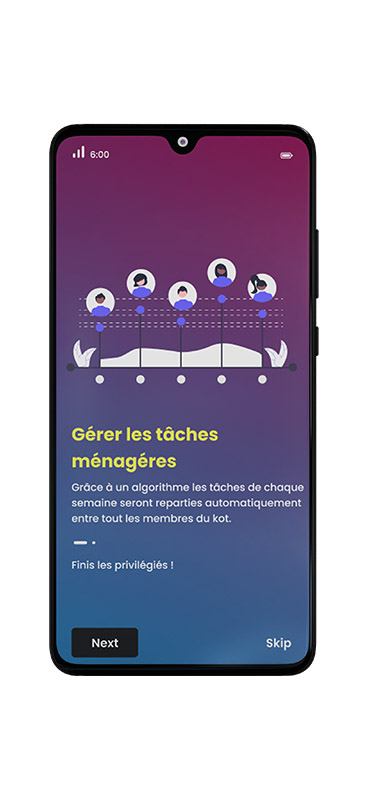 6:00
Gérer les tâches
ménagéres
Grâce à un algorithme les tâches de chaque
semaine seront reparties automatiquement
entre tout les membres du kot.
Finis les privilégiés !
Next
Skip